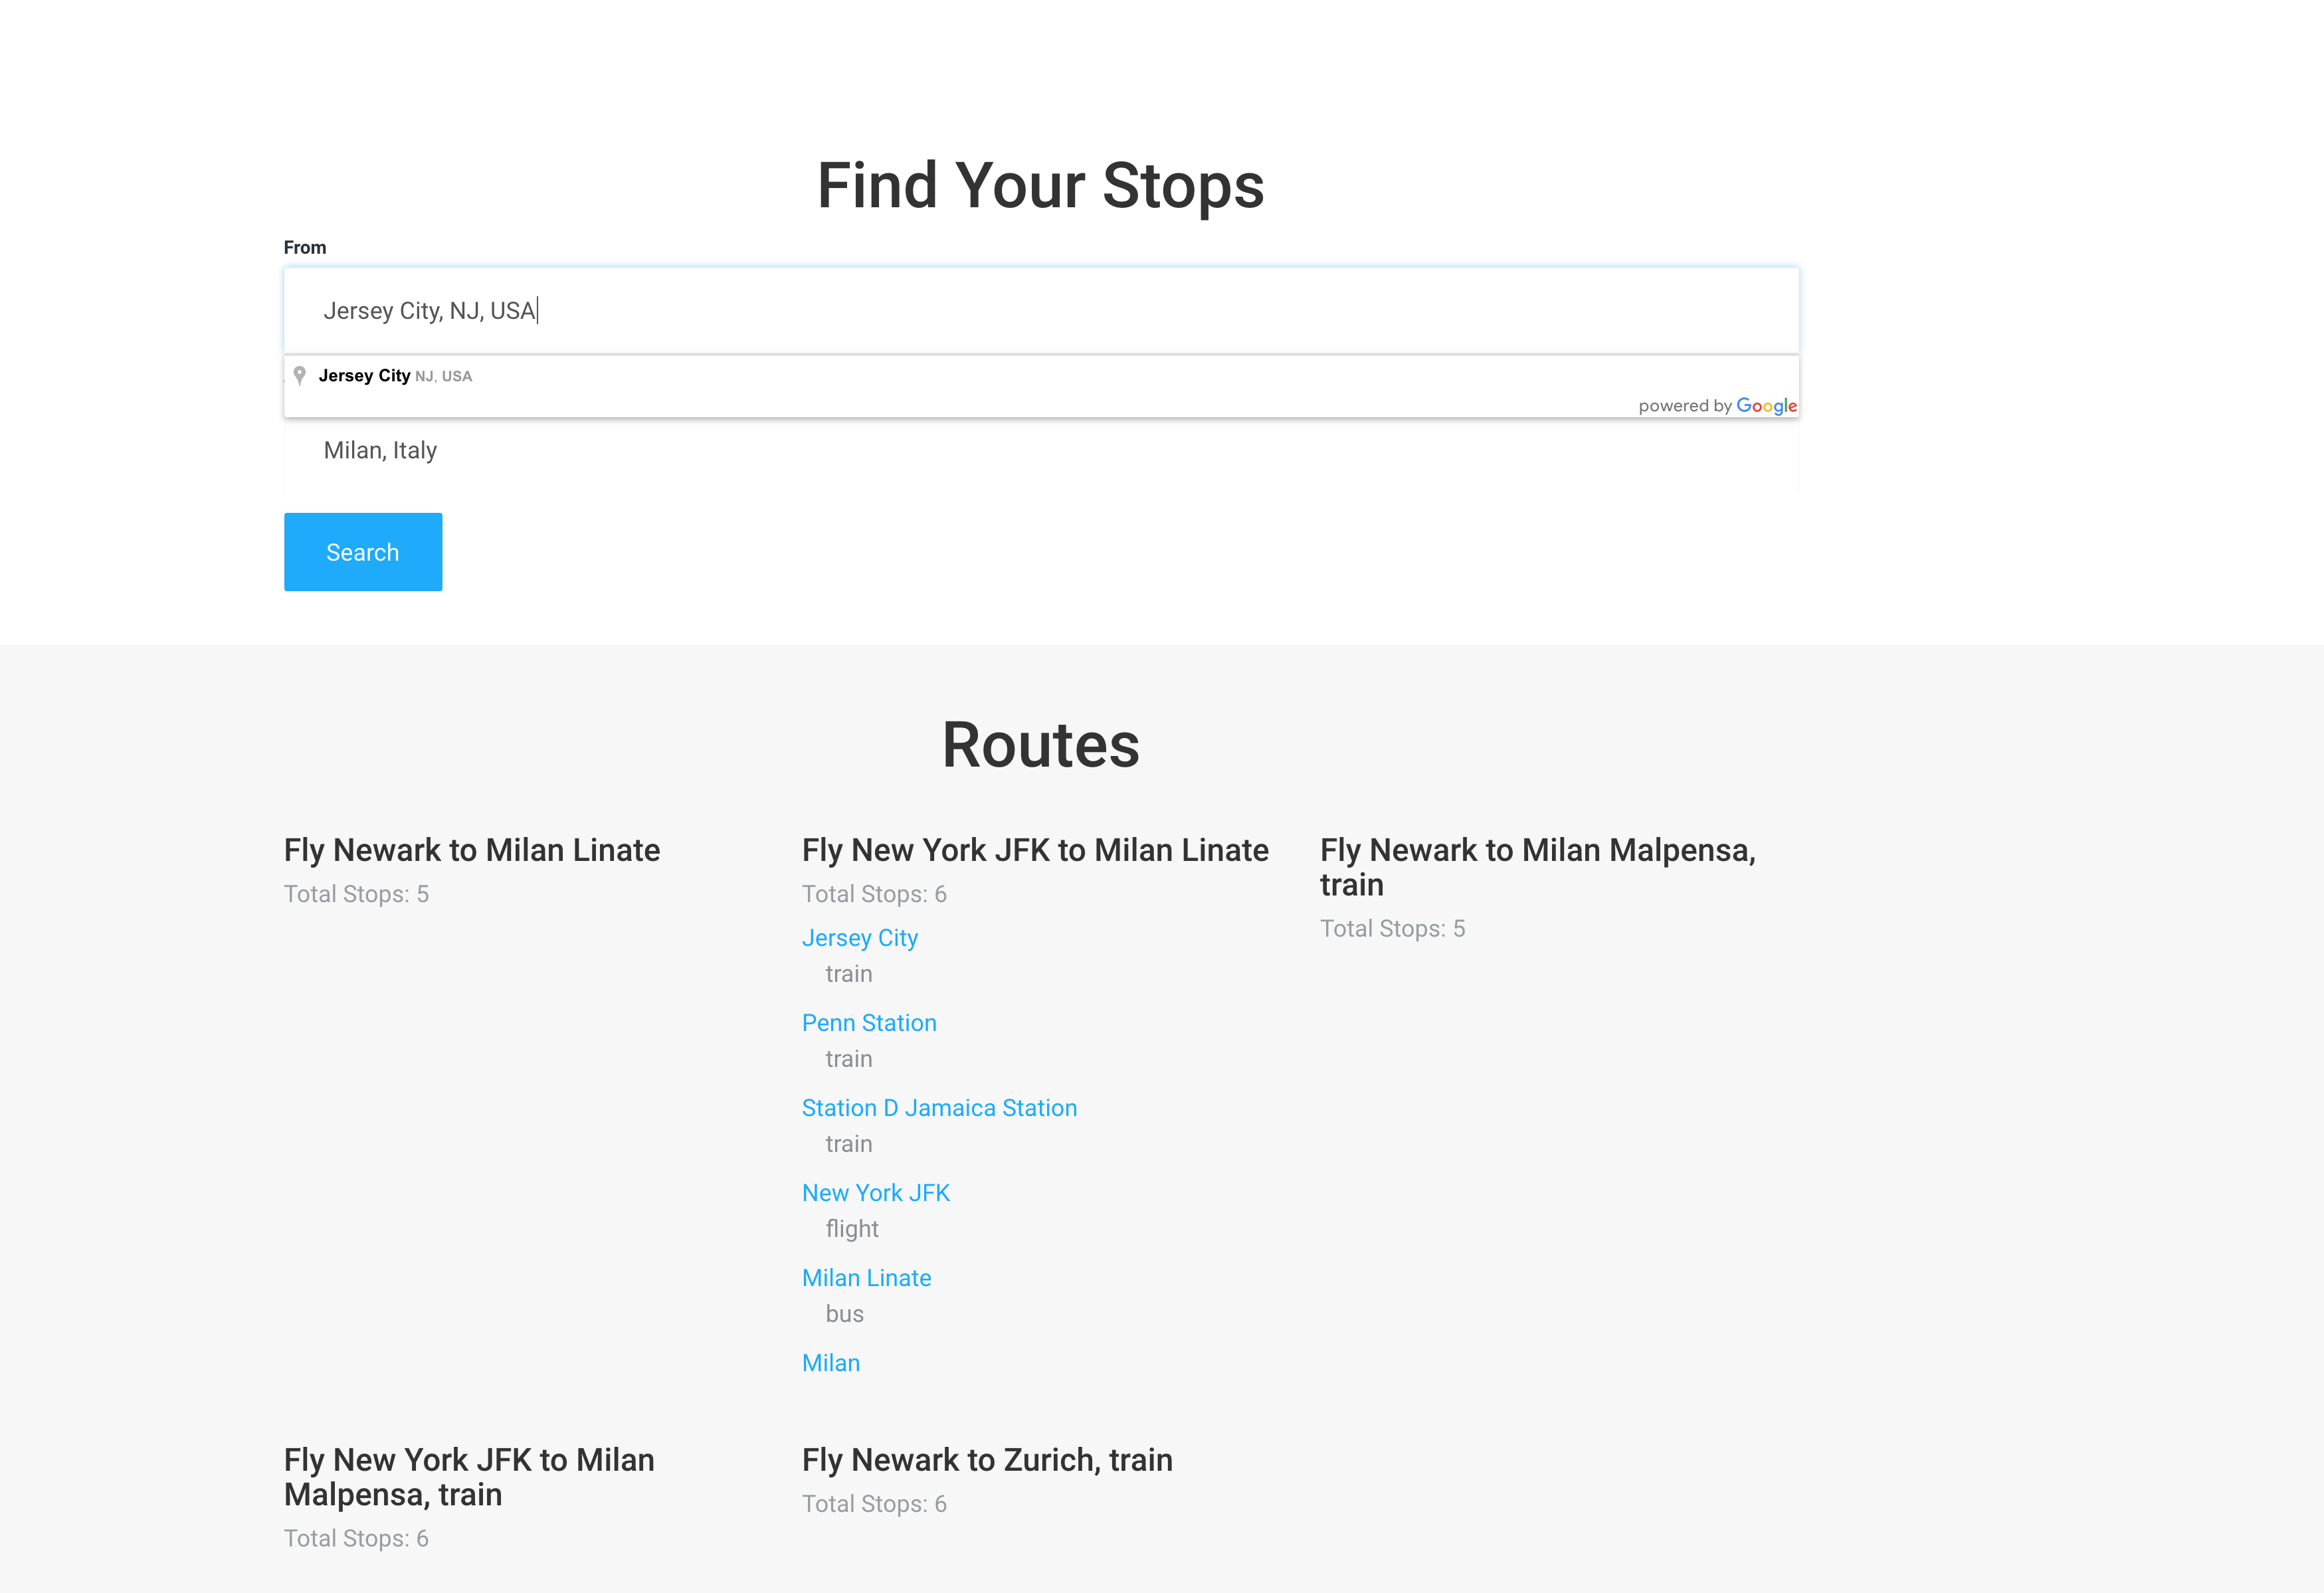 Find Your Stops
From
Jersey City, NJ, USA
Jersey City NJ, USA
powered by Google
Milan, Italy
Search
Routes
Fly Newark to Milan Linate
Total Stops: 5
Fly New York JFK to Milan Linate
Total Stops: 6
Jersey City
train
Penn Station
train
Station D Jamaica Station
train
New York JFK
flight
Milan Linate
bus
Milan
Fly Newark to Milan Malpensa,
train
Total Stops: 5
Fly New York JFK to Milan
Malpensa, train
Total Stops: 6
Fly Newark to Zurich, train
Total Stops: 6